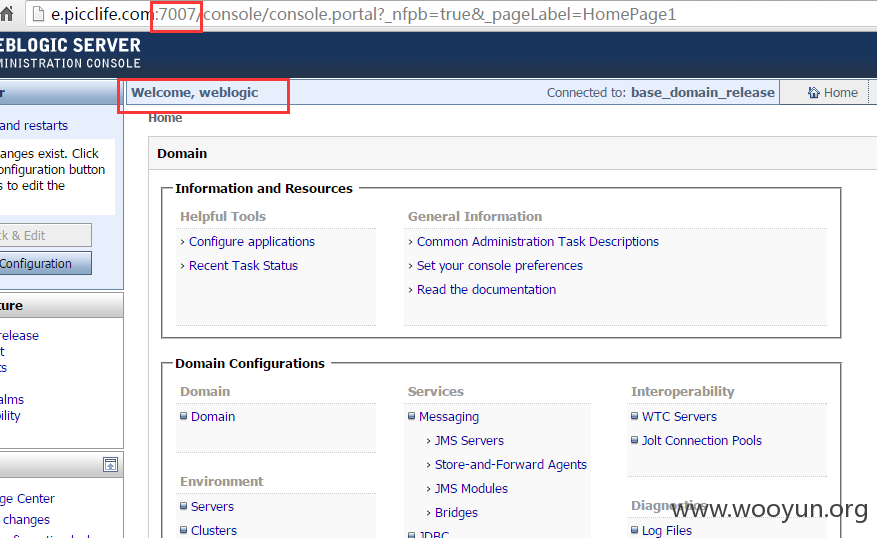 e.picclife.com:7007/console/console.portal?_nfpb=true&_pageLabel=HomePage1
EBLOGIC SERVER
MINISTRATION CONSOLE
r
Welcome, weblogic
Connected to: base_domain_release
Home
and restarts
Home
anges exist. Click
onfiguration button
s to edit the
ck & Edit
Configuration
Domain
Information and Resources
Helpful Tools
General Information
› Configure applications
› Common Administration Task Descriptions
› Recent Task Status
› Set your console preferences
› Read the documentation
ture
release
t
ts
alms
bility
Domain Configurations
Domain
Services
Interoperability
Domain
Messaging
WTC Servers
› JMS Servers
Jolt Connection Pools
› Store-and-Forward Agents
Environment
› JMS Modules
Servers
› Bridges
Diagnostics
Clusters
JDBC
Log Files
ge Center
changes
www.wooyun.org